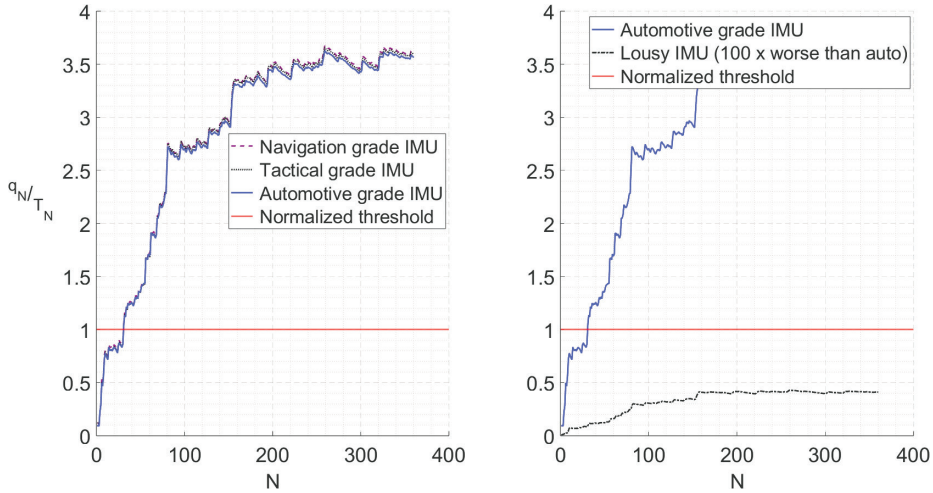 4
3.5
3
2.5
2
1.5
1
0.5
0
q_N/T_N
0 100 200 300 400
N
Navigation grade IMU
Tactical grade IMU
Automotive grade IMU
Normalized threshold
4
3.5
3
2.5
2
1.5
1
0.5
0
0 100 200 300 400
N
Automotive grade IMU
Lousy IMU (100 x worse than auto)
Normalized threshold